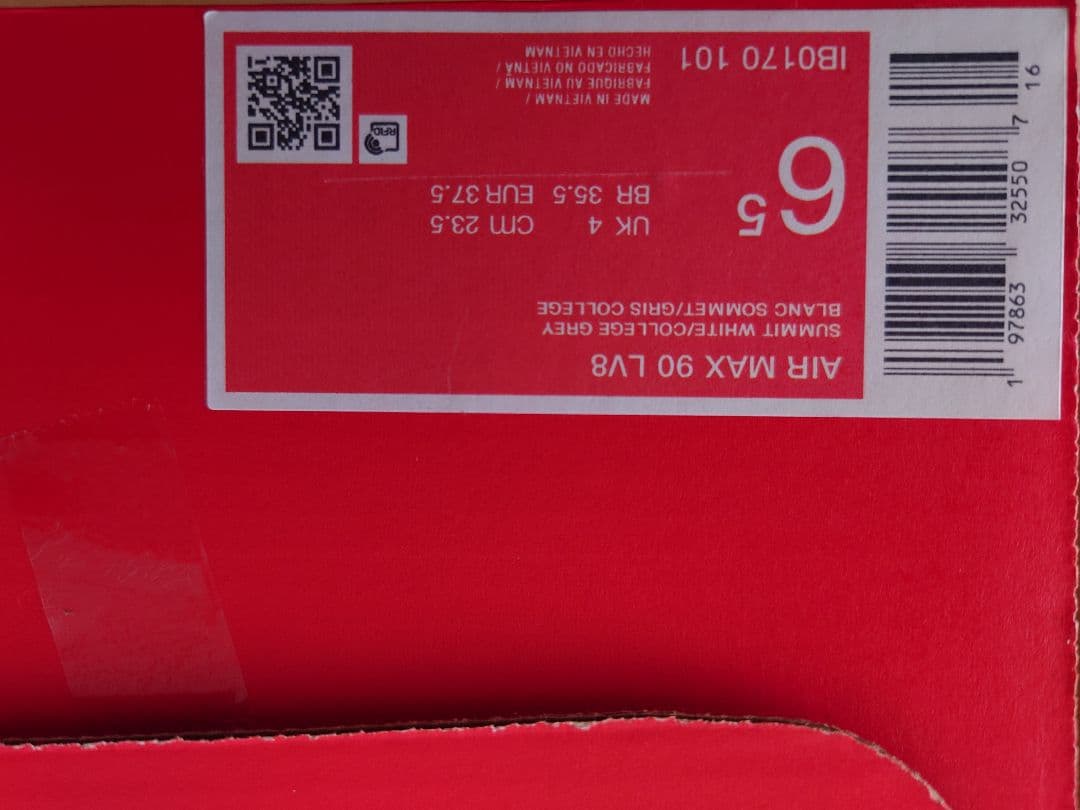 AIR MAX 90 LV8
SUMMIT WHITE/COLLEGE GREY
BLANC SOMMET/GRIS COLLEGE
6 5
UK 4 Cm 23.5
BR 35.5 EUR 37.5
RFID
IB0170 101
MADE IN VIETNAM /
FABRIQUE AU VIETNAM /
FABRICADO NO VIETNÃ /
HECHO EN VIETNAM
1 97863 32550 7 16